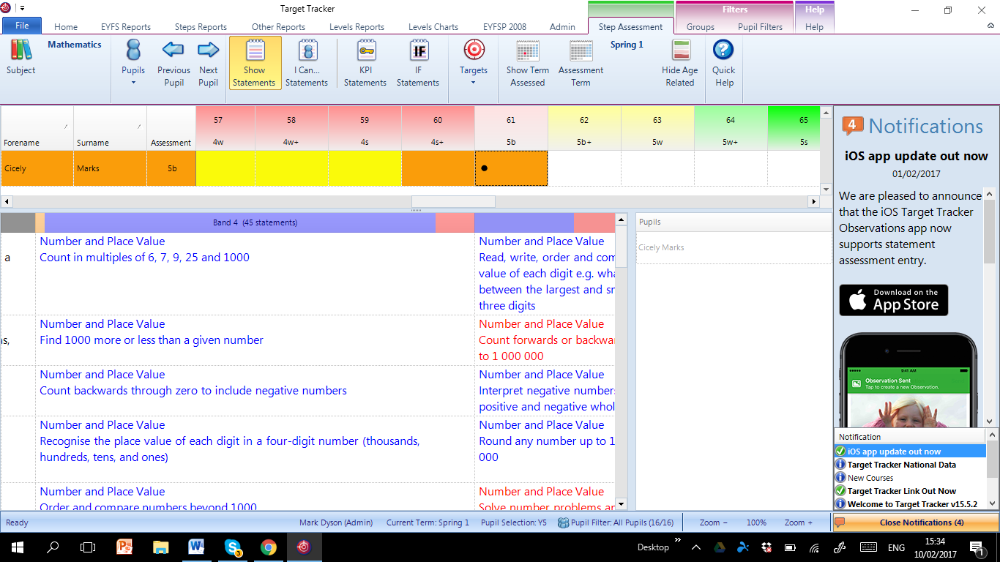 Target Tracker
Filters
Help
File
Home
EYFS Reports
Steps Reports
Other Reports
Levels Reports
Levels Charts
EYFSP 2008
Admin
Step Assessment
Groups
Pupil Filters
Help
Subject
Mathematics
Pupils
Previous
Pupil
Next
Pupil
Show
Statements
I Can...
Statements
KPI
Statements
IF
IF
Statements
Targets
Show Term
Assessed
Assessment
Term
Spring 1
Hide Age
Related
Quick
Help
57 58 59 60 61 62 63 64 65
Forename Surname Assessment 4w 4w+ 4s 4s+ 5b 5b+ 5w 5w+ 5s
Cicely Marks 5b
Band 4 (45 statements)
a
Number and Place Value
Count in multiples of 6, 7, 9, 25 and 1000
Number and Place Value
Find 1000 more or less than a given number
Number and Place Value
Count backwards through zero to include negative numbers
Number and Place Value
Recognise the place value of each digit in a four-digit number (thousands,
hundreds, tens, and ones)
Number and Place Value
Order and compare numbers beyond 1000
Number and Place Value
Read, write, order and com
value of each digit e.g. wha
between the largest and sm
three digits
Number and Place Value
Count forwards or backwa
to 1 000 000
Number and Place Value
Interpret negative number
positive and negative whol
Number and Place Value
Round any number up to 1
000
Number and Place Value
Solve number problems an
Pupils
Cicely Marks
4 Notifications
iOS app update out now
01/02/2017
We are pleased to announce
that the iOS Target Tracker
Observations app now
supports statement
assessment entry.
Download on the
App Store
9:41 AM
Observation Sent
Tap to create a new Observation.
Notification
iOS app update out now
Target Tracker National Data
New Courses
Target Tracker Link Out Now
Welcome to Target Tracker v15.5.2
Ready
Mark Dyson (Admin)
Current Term: Spring 1
Pupil Selection: Y5
Pupil Filter: All Pupils (16/16)
Zoom −
100%
Zoom +
Close Notifications (4)
3
Desktop
ENG
15:34
10/02/2017
1